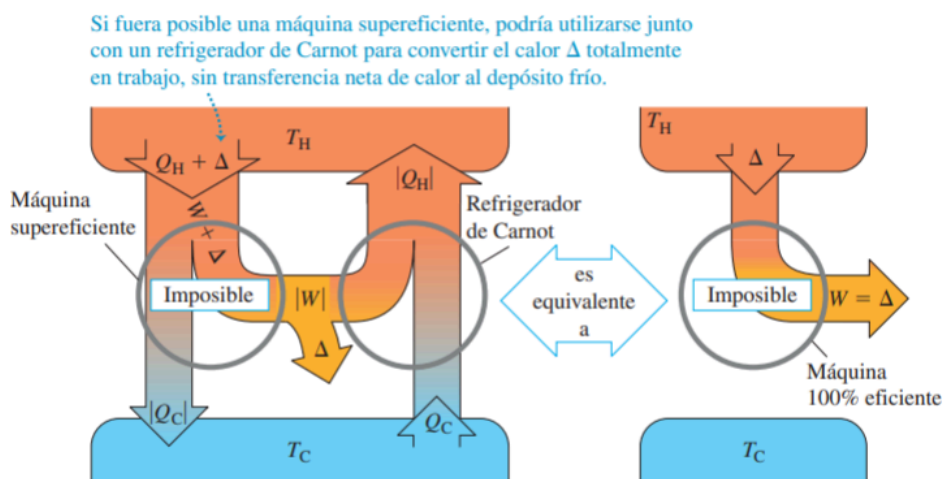 Si fuera posible una máquina supereficiente, podría utilizarse junto
con un refrigerador de Carnot para convertir el calor Δ totalmente
en trabajo, sin transferencia neta de calor al depósito frío.
T_H
Q_H + Δ
|Q_H|
Máquina
supereficiente
W + Δ
Refrigerador
de Carnot
Imposible
|W|
Δ
|Q_C|
Q_C
T_C
es
equivalente
a
T_H
Δ
Imposible
W = Δ
Máquina
100% eficiente
T_C